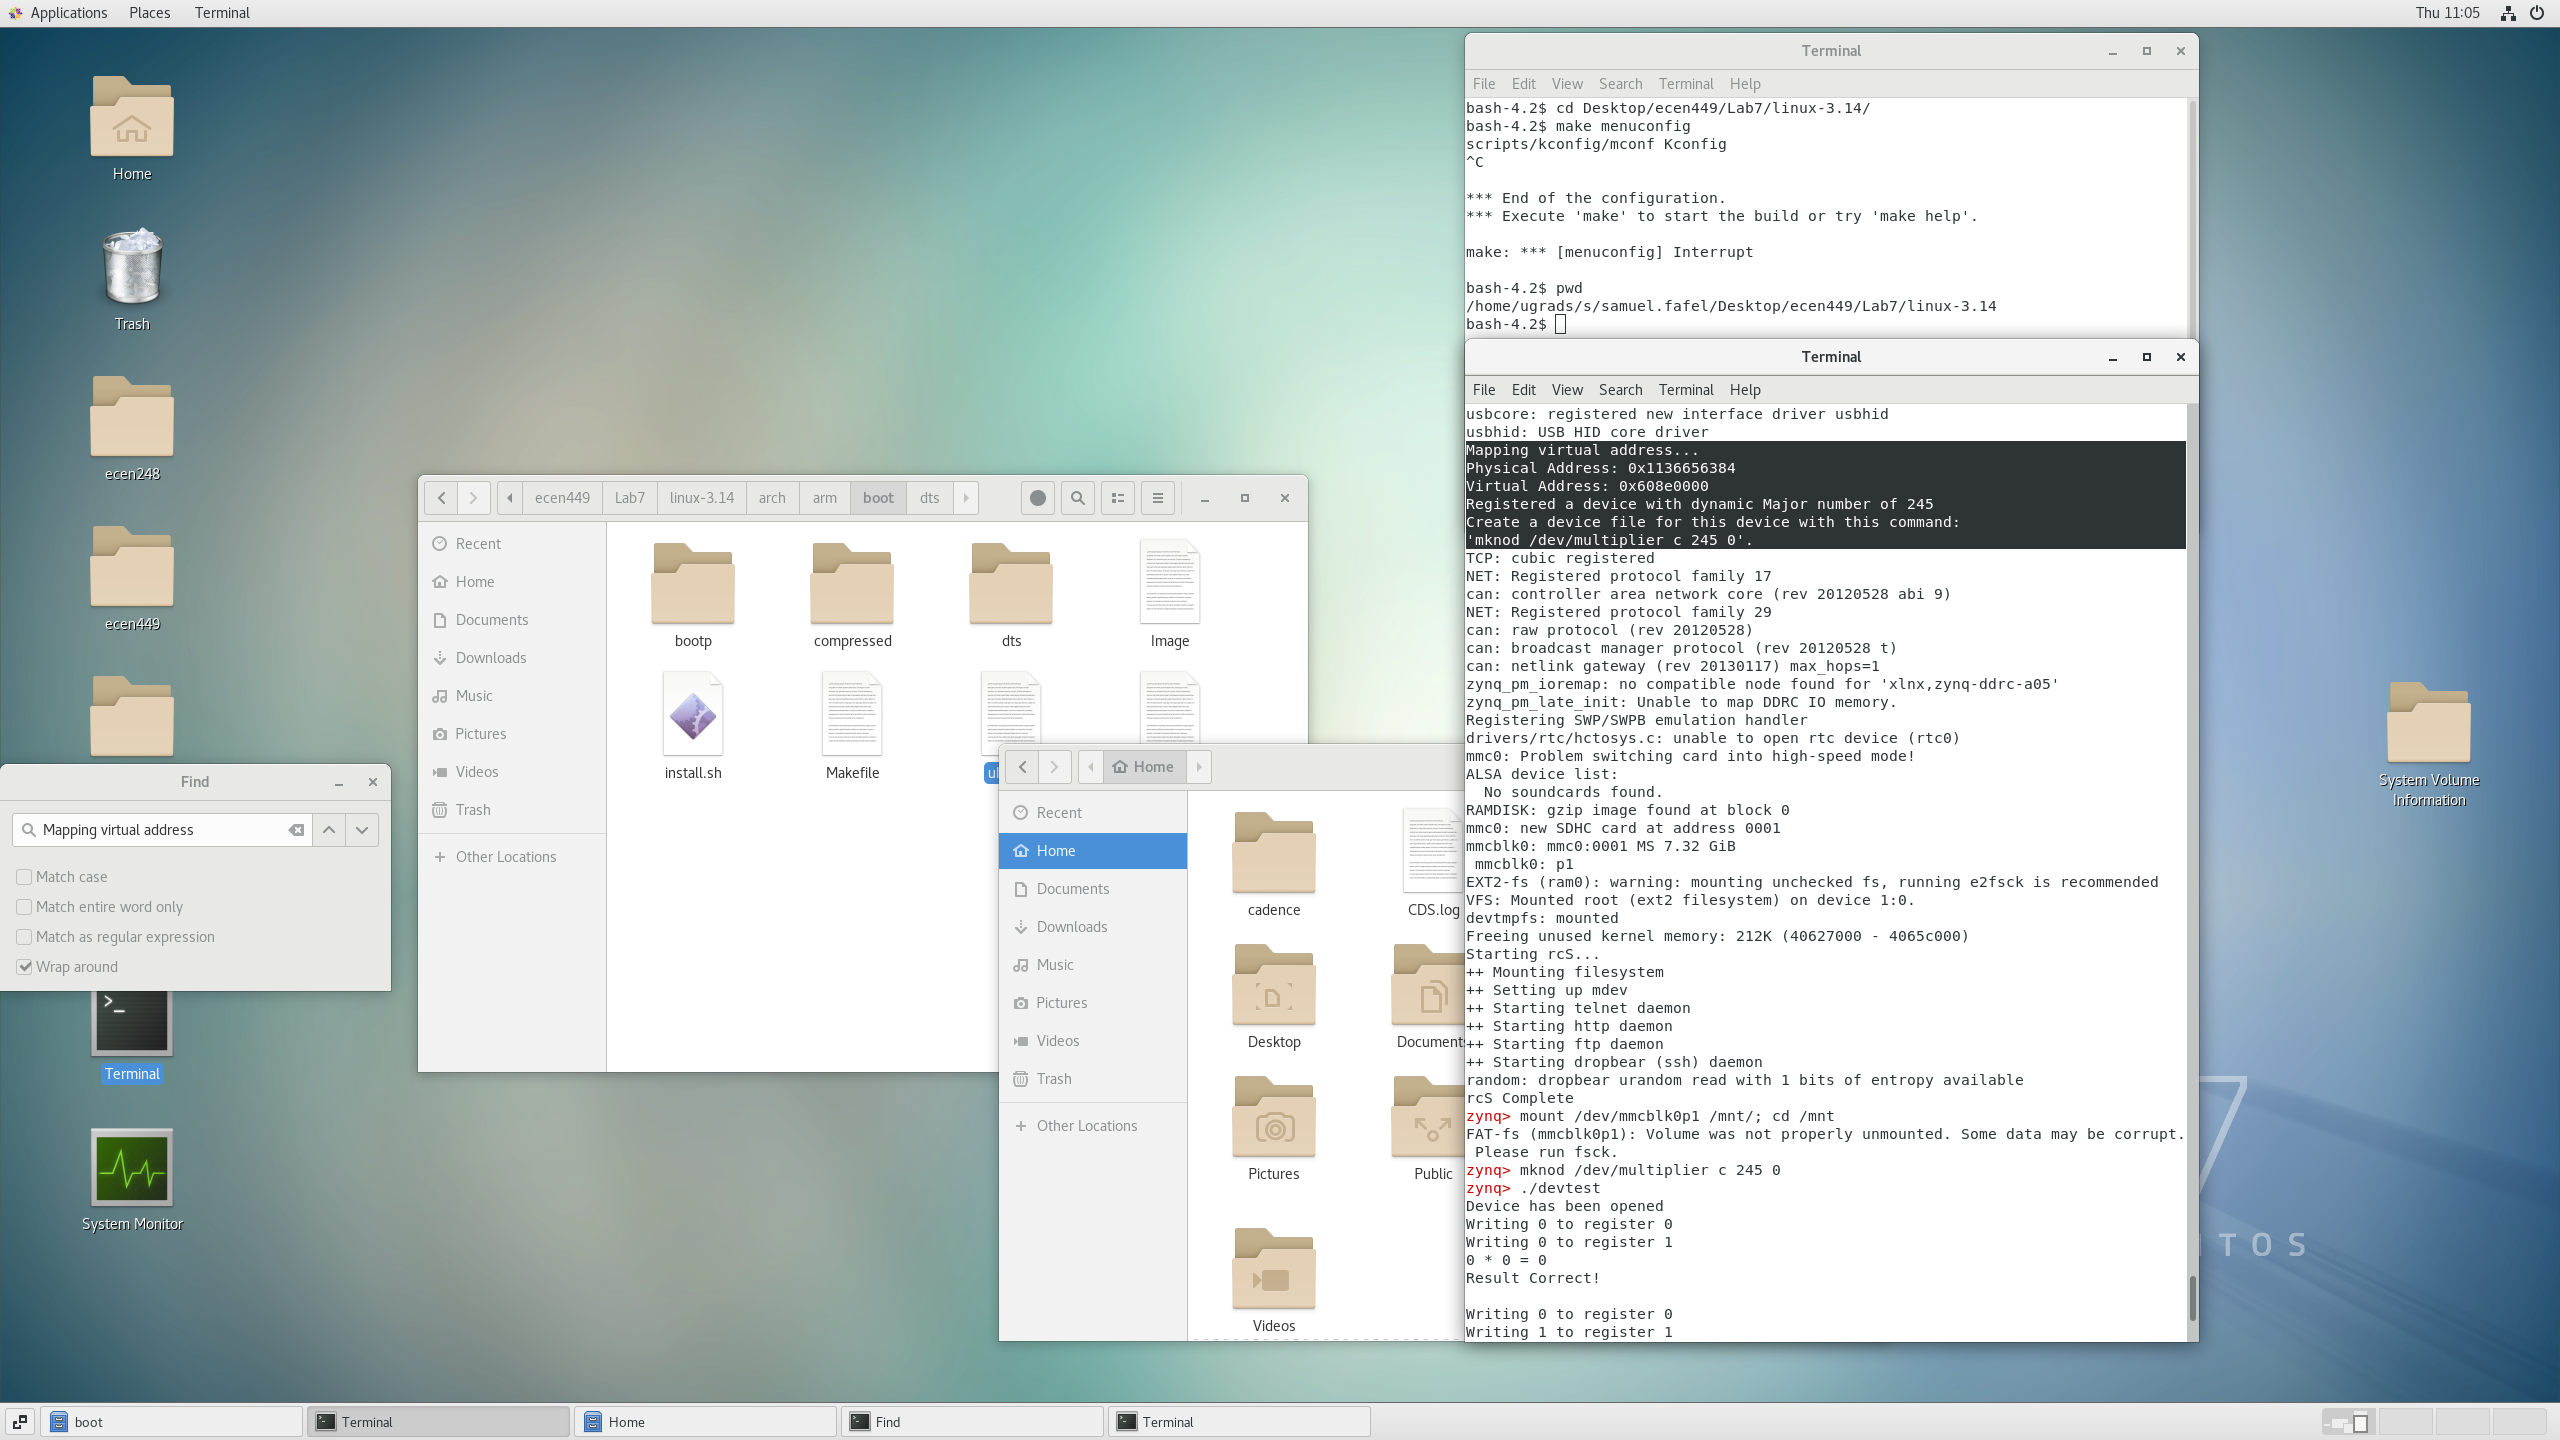 Applications Places Terminal
Thu 11:05
Home
Trash
ecen248
ecen449
Find
Mapping virtual address
Match case
Match entire word only
Match as regular expression
Wrap around
Terminal
System Monitor
ecen449 Lab7 linux-3.14 arch arm boot dts
Recent
Home
Documents
Downloads
Music
Pictures
Videos
Trash
Other Locations
bootp compressed dts Image
install.sh Makefile
Home
Recent
Home
Documents
Downloads
Music
Pictures
Videos
Trash
Other Locations
cadence CDS.log
Desktop Documents
Pictures Public
Videos
Terminal
File Edit View Search Terminal Help
bash-4.2$ cd Desktop/ecen449/Lab7/linux-3.14/
bash-4.2$ make menuconfig
scripts/kconfig/mconf Kconfig
^C
*** End of the configuration.
*** Execute 'make' to start the build or try 'make help'.
make: *** [menuconfig] Interrupt
bash-4.2$ pwd
/home/ugrads/s/samuel.fafel/Desktop/ecen449/Lab7/linux-3.14
bash-4.2$
Terminal
File Edit View Search Terminal Help
usbcore: registered new interface driver usbhid
usbhid: USB HID core driver
Mapping virtual address...
Physical Address: 0x1136656384
Virtual Address: 0x608e0000
Registered a device with dynamic Major number of 245
Create a device file for this device with this command:
'mknod /dev/multiplier c 245 0'.
TCP: cubic registered
NET: Registered protocol family 17
can: controller area network core (rev 20120528 abi 9)
NET: Registered protocol family 29
can: raw protocol (rev 20120528)
can: broadcast manager protocol (rev 20120528 t)
can: netlink gateway (rev 20130117) max_hops=1
zynq_pm_ioremap: no compatible node found for 'xlnx,zynq-ddrc-a05'
zynq_pm_late_init: Unable to map DDRC IO memory.
Registering SWP/SWPB emulation handler
drivers/rtc/hctosys.c: unable to open rtc device (rtc0)
mmc0: Problem switching card into high-speed mode!
ALSA device list:
No soundcards found.
RAMDISK: gzip image found at block 0
mmc0: new SDHC card at address 0001
mmcblk0: mmc0:0001 MS 7.32 GiB
mmcblk0: p1
EXT2-fs (ram0): warning: mounting unchecked fs, running e2fsck is recommended
VFS: Mounted root (ext2 filesystem) on device 1:0.
devtmpfs: mounted
Freeing unused kernel memory: 212K (40627000 - 4065c000)
Starting rcS...
++ Mounting filesystem
++ Setting up mdev
++ Starting telnet daemon
++ Starting http daemon
++ Starting ftp daemon
++ Starting dropbear (ssh) daemon
random: dropbear urandom read with 1 bits of entropy available
rcS Complete
zynq> mount /dev/mmcblk0p1 /mnt/; cd /mnt
FAT-fs (mmcblk0p1): Volume was not properly unmounted. Some data may be corrupt.
Please run fsck.
zynq> mknod /dev/multiplier c 245 0
zynq> ./devtest
Device has been opened
Writing 0 to register 0
Writing 0 to register 1
0 * 0 = 0
Result Correct!
Writing 0 to register 0
Writing 1 to register 1
System Volume
Information
7
TOS
boot Terminal Home Find Terminal